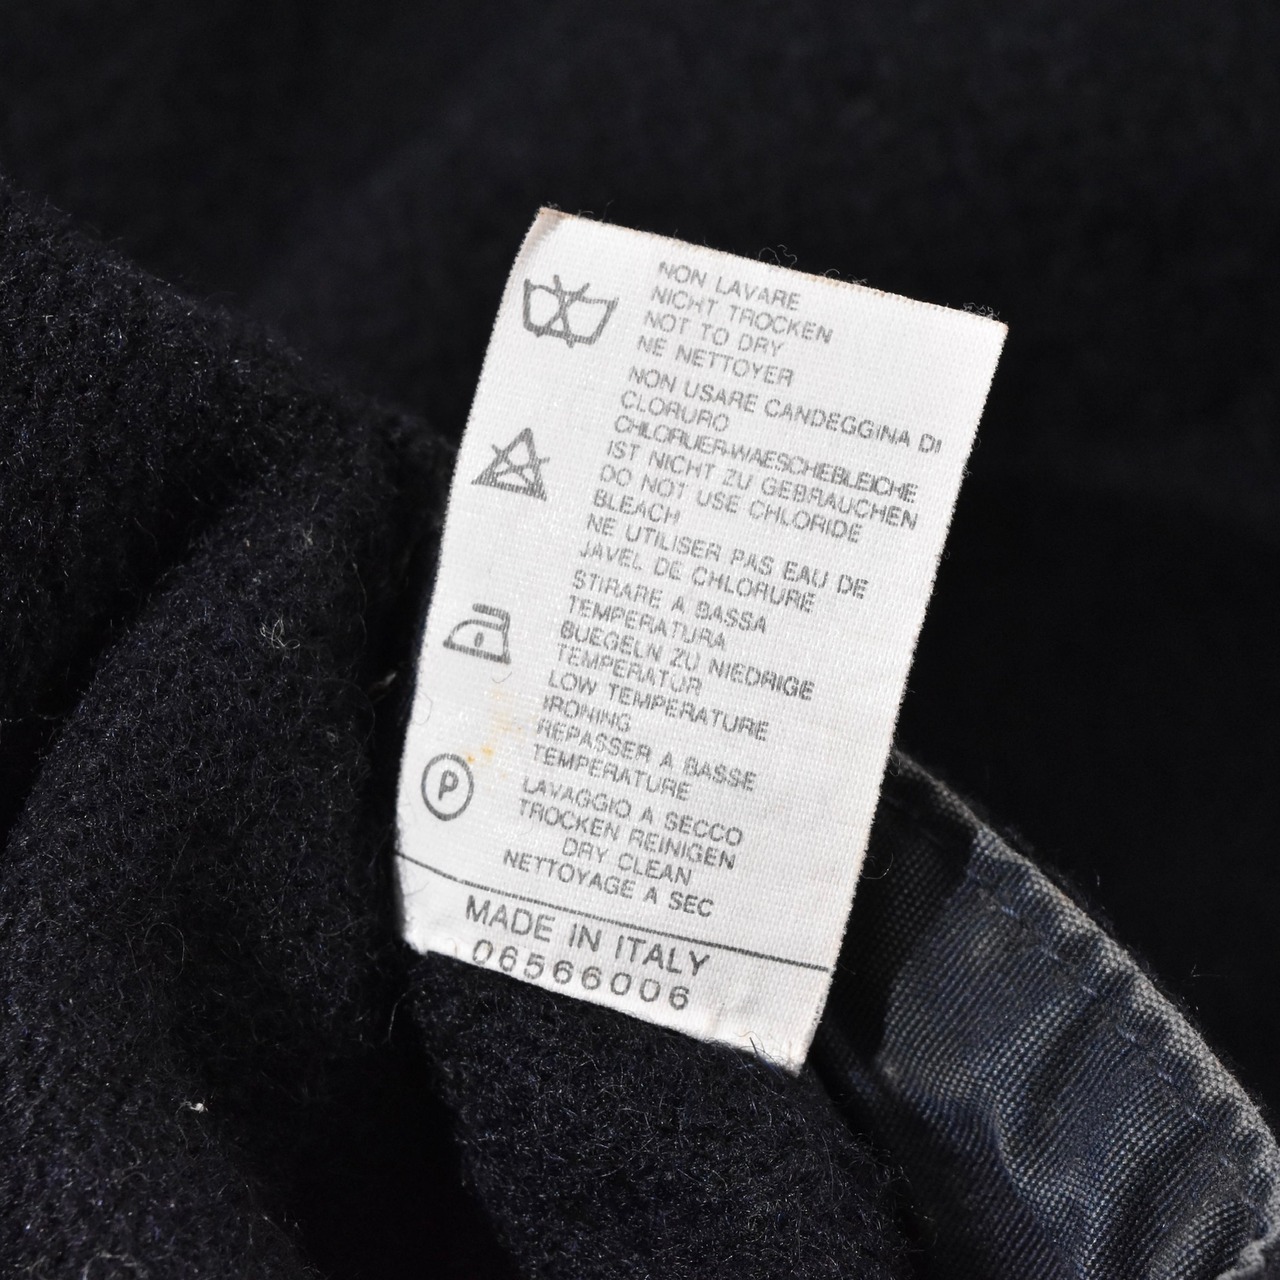 NON LAVARE
NICHT TROCKEN
NOT TO DRY
NE NETTOYER
NON USARE CANDEGGINA DI
CLORURO
CHLORUER-WAESCHEBLEICHE
IST NICHT ZU GEBRAUCHEN
DO NOT USE CHLORIDE
BLEACH
NE UTILISER PAS EAU DE
JAVEL DE CHLORURE
STIRARE A BASSA
TEMPERATURA
BUEGELN ZU NIEDRIGE
TEMPERATUR
LOW TEMPERATURE
IRONING
REPASSER A BASSE
TEMPERATURE
P
LAVAGGIO A SECCO
TROCKEN REINIGEN
DRY CLEAN
NETTOYAGE A SEC
MADE IN ITALY
06566006